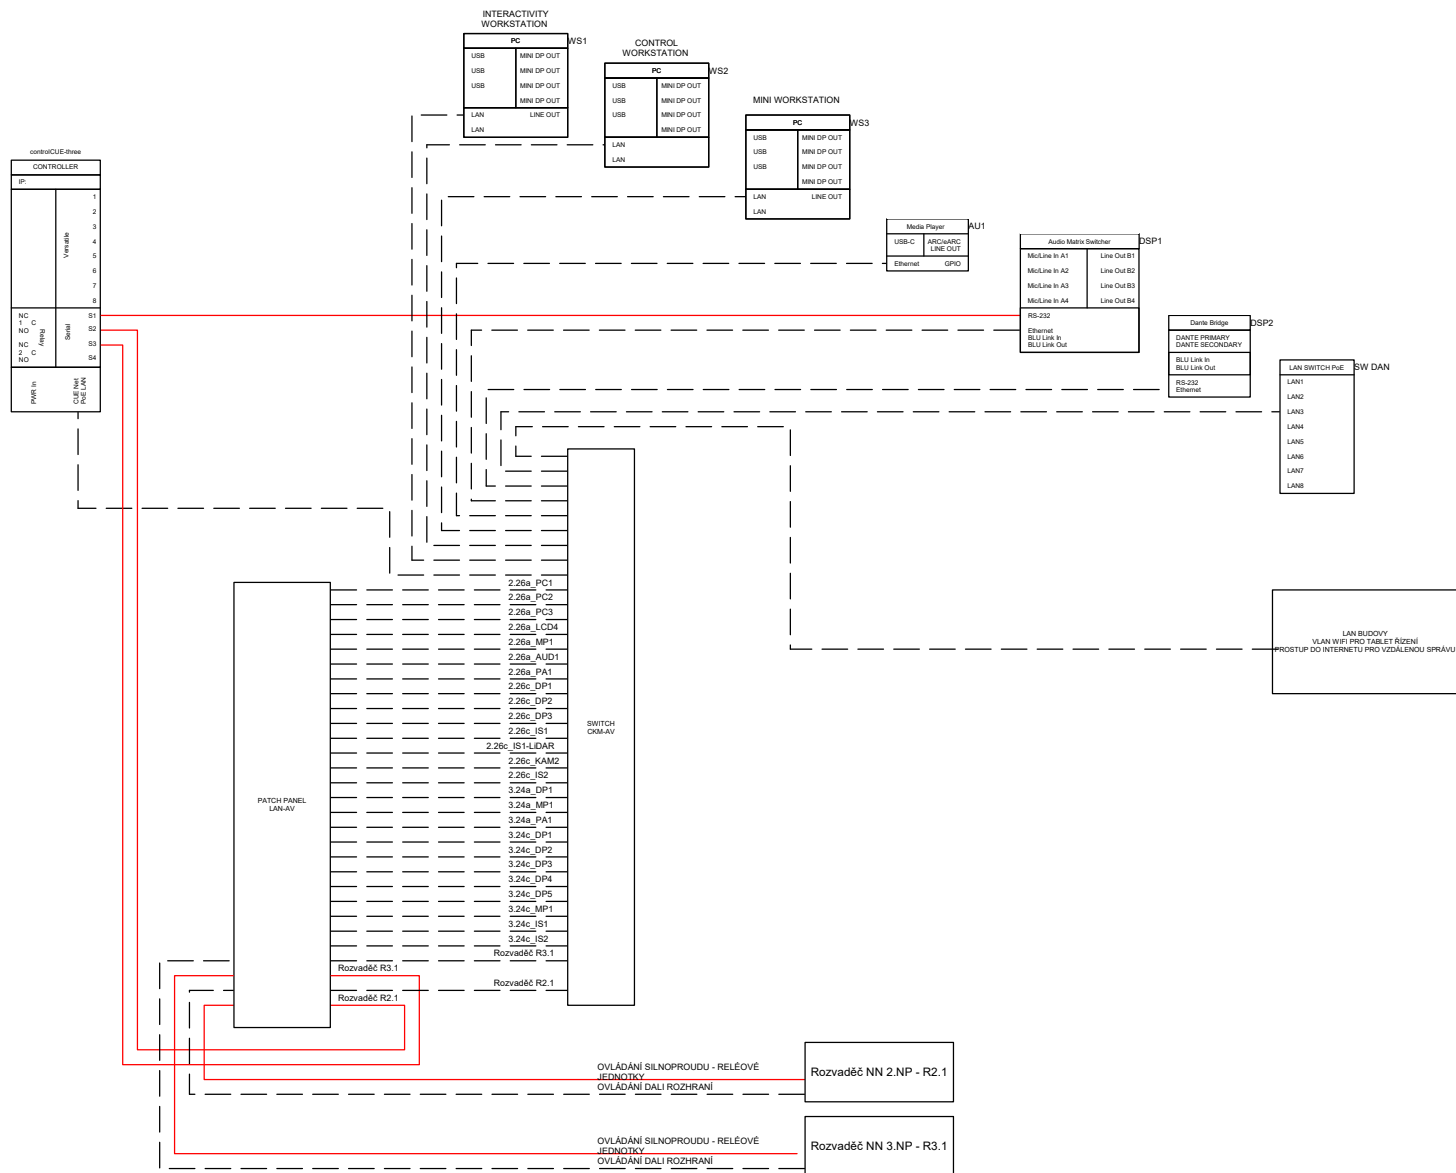 INTERACTIVITY
WORKSTATION
PC
WS1
USB MINI DP OUT
USB MINI DP OUT
USB MINI DP OUT
MINI DP OUT
LAN LINE OUT
LAN
CONTROL
WORKSTATION
PC
WS2
USB MINI DP OUT
USB MINI DP OUT
USB MINI DP OUT
MINI DP OUT
LAN
LAN
MINI WORKSTATION
PC
WS3
USB MINI DP OUT
USB MINI DP OUT
USB MINI DP OUT
MINI DP OUT
LAN LINE OUT
LAN
controlCUE-three
CONTROLLER
IP:
Versatile
1
2
3
4
5
6
7
8
NC
1 C
NO
NC
2 C
NO
Relay
Serial
S1
S2
S3
S4
PWR In
CUE Net
PoE LAN
Media Player
AU1
USB-C ARC/eARC
LINE OUT
Ethernet GPIO
Audio Matrix Switcher
DSP1
Mic/Line In A1 Line Out B1
Mic/Line In A2 Line Out B2
Mic/Line In A3 Line Out B3
Mic/Line In A4 Line Out B4
RS-232
Ethernet
BLU Link In
BLU Link Out
Dante Bridge
DSP2
DANTE PRIMARY
DANTE SECONDARY
BLU Link In
BLU Link Out
RS-232
Ethernet
LAN SWITCH PoE
SW DAN
LAN1
LAN2
LAN3
LAN4
LAN5
LAN6
LAN7
LAN8
LAN BUDOVY
VLAN WIFI PRO TABLET ŘÍZENÍ
PROSTUP DO INTERNETU PRO VZDÁLENOU SPRÁVU
PATCH PANEL
LAN-AV
SWITCH
CKM-AV
2.26a_PC1
2.26a_PC2
2.26a_PC3
2.26a_LCD4
2.26a_MP1
2.26a_AUD1
2.26a_PA1
2.26c_DP1
2.26c_DP2
2.26c_DP3
2.26c_IS1
2.26c_IS1-LiDAR
2.26c_KAM2
2.26c_IS2
3.24a_DP1
3.24a_MP1
3.24a_PA1
3.24c_DP1
3.24c_DP2
3.24c_DP3
3.24c_DP4
3.24c_DP5
3.24c_MP1
3.24c_IS1
3.24c_IS2
Rozvaděč R3.1
Rozvaděč R3.1
Rozvaděč R2.1
Rozvaděč R2.1
OVLÁDÁNÍ SILNOPROUDU - RELÉOVÉ
JEDNOTKY
OVLÁDÁNÍ DALI ROZHRANÍ
Rozvaděč NN 2.NP - R2.1
OVLÁDÁNÍ SILNOPROUDU - RELÉOVÉ
JEDNOTKY
OVLÁDÁNÍ DALI ROZHRANÍ
Rozvaděč NN 3.NP - R3.1